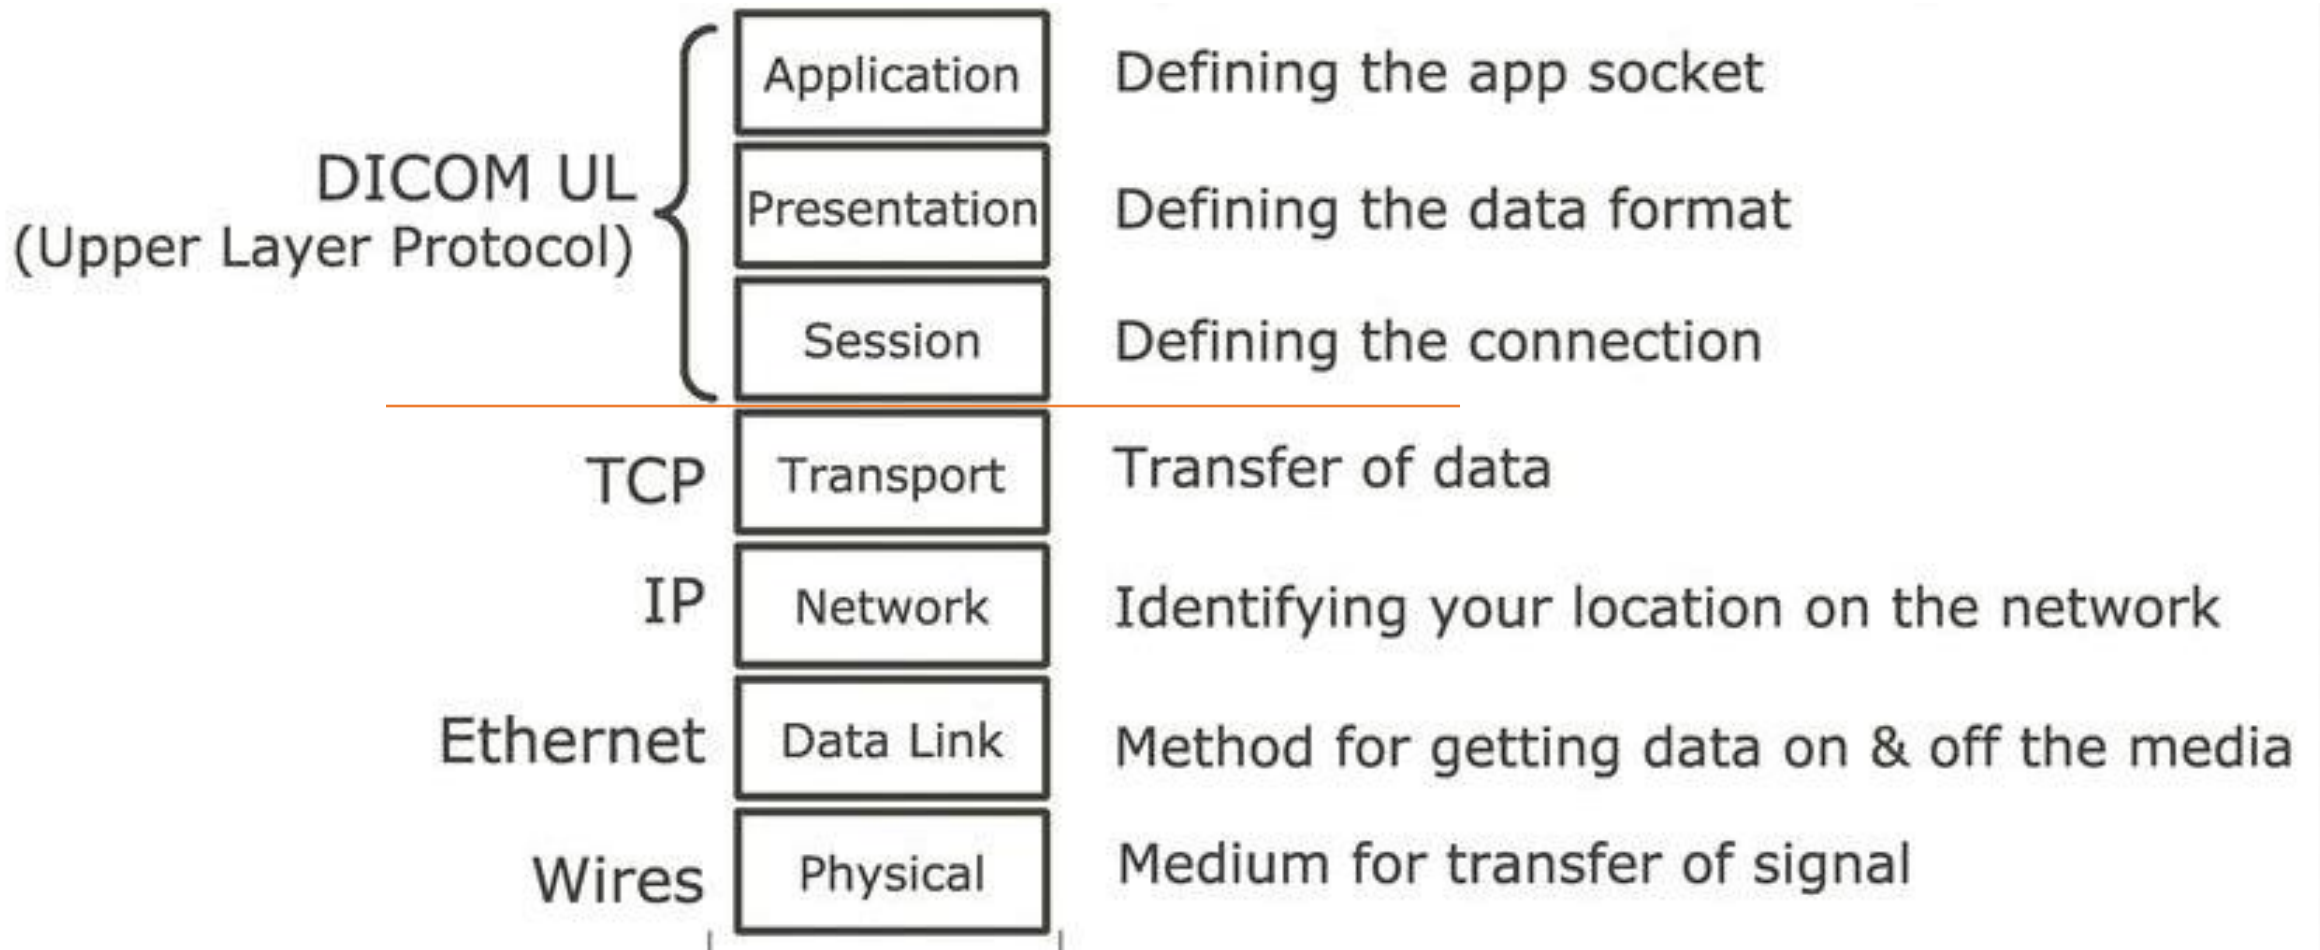 Application
Defining the app socket
DICOM UL
(Upper Layer Protocol)
Presentation
Defining the data format
Session
Defining the connection
TCP
Transport
Transfer of data
IP
Network
Identifying your location on the network
Ethernet
Data Link
Method for getting data on & off the media
Wires
Physical
Medium for transfer of signal